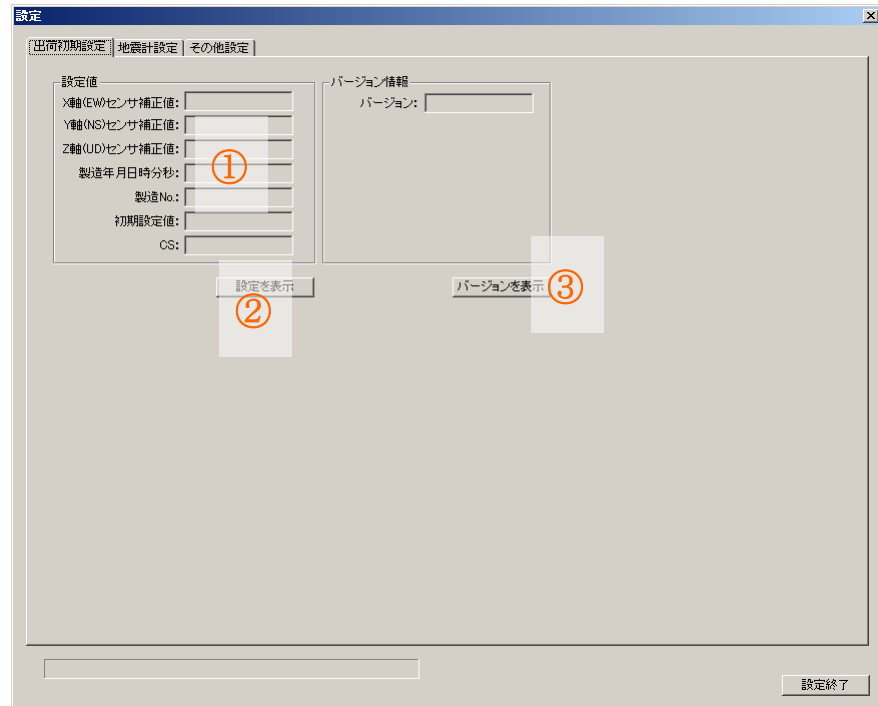 設定
出荷初期設定 地震計設定 その他設定
設定値
X軸(EW)センサ補正値:
Y軸(NS)センサ補正値:
Z軸(UD)センサ補正値:
製造年月日時分秒:
製造No.:
初期設定値:
CS:
①
設定を表示
②
バージョン情報
バージョン:
バージョンを表示
③
設定終了